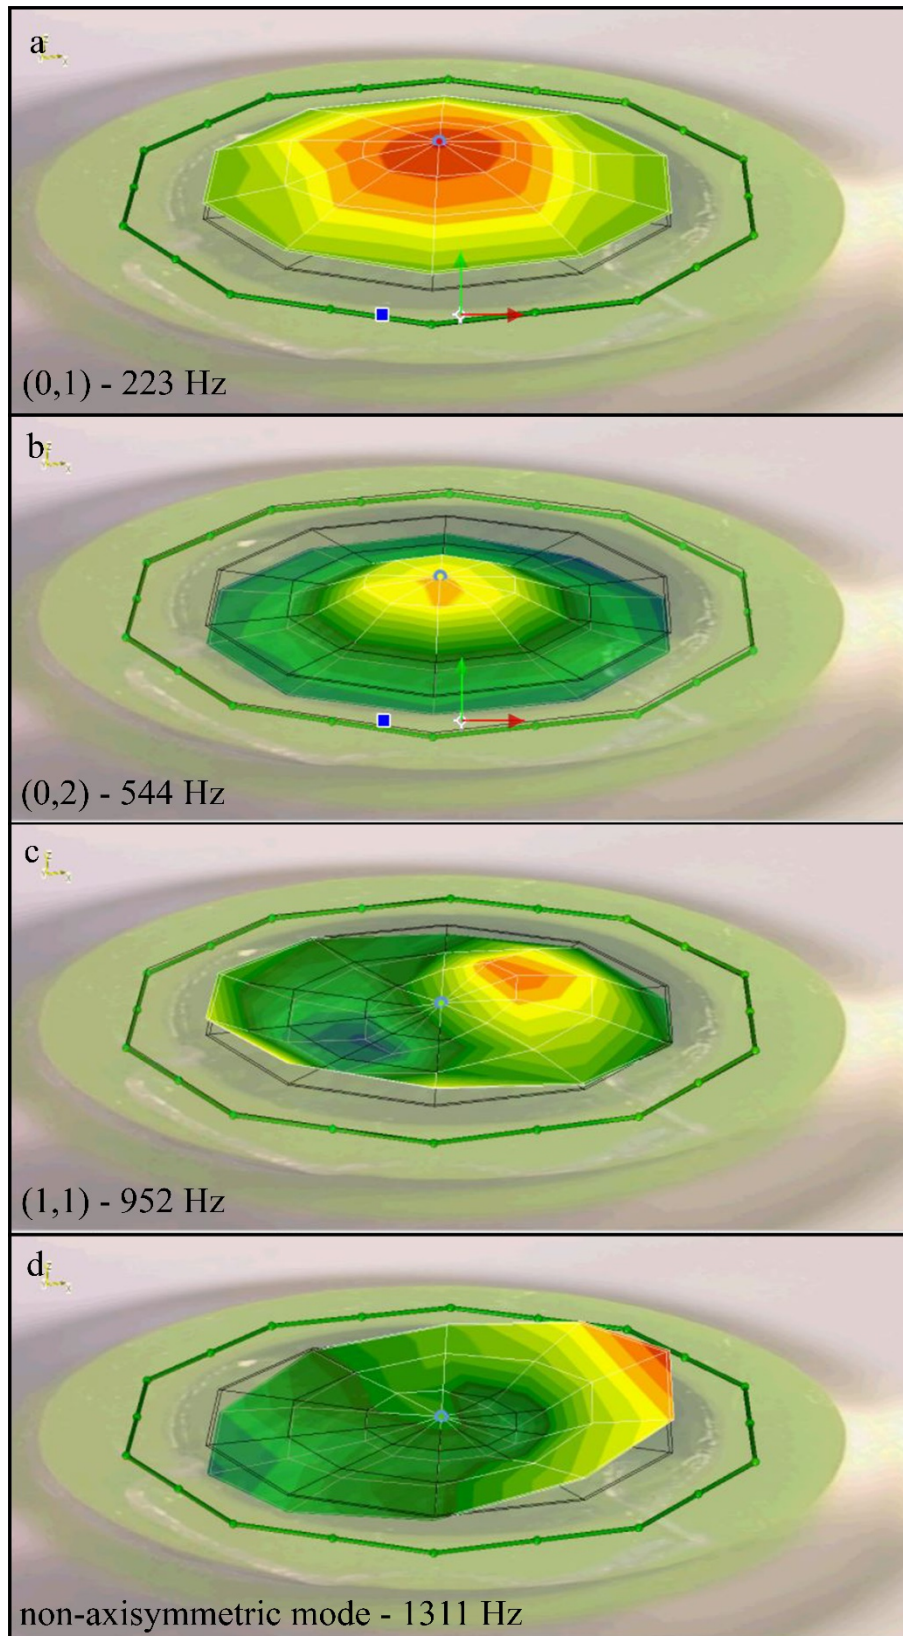 a
(0,1) - 223 Hz
b
(0,2) - 544 Hz
c
(1,1) - 952 Hz
d
non-axisymmetric mode - 1311 Hz